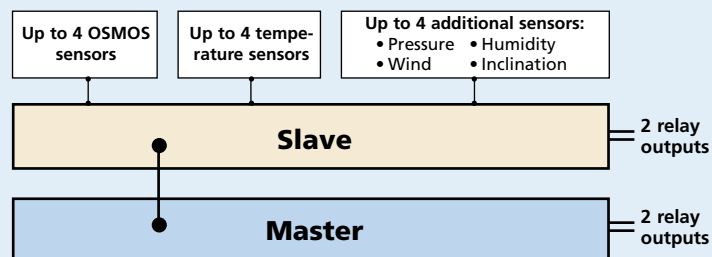 Up to 4 OSMOS
sensors
Up to 4 tempe-
rature sensors
Up to 4 additional sensors:
• Pressure • Humidity
• Wind • Inclination
Slave
2 relay
outputs
Master
2 relay
outputs